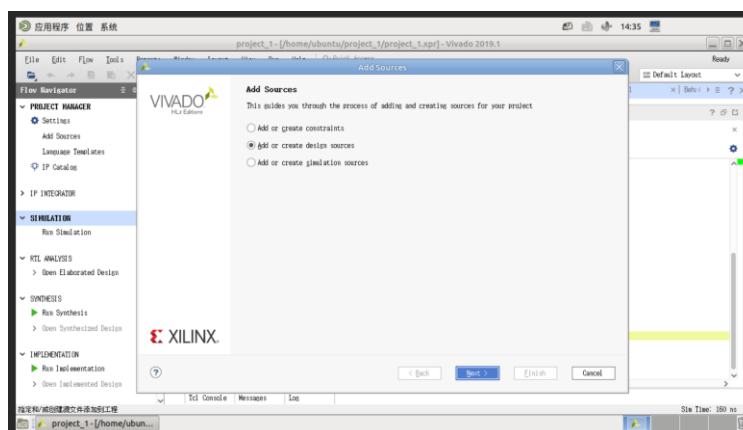 应用程序 位置 系统
14:35
project_1 - [/home/ubuntu/project_1/project_1.xpr] - Vivado 2019.1
File Edit Flow Tools
Ready
Add Sources
Default Layout
Flow Navigator
PROJECT MANAGER
Settings
Add Sources
Language Templates
IP Catalog
IP INTEGRATOR
SIMULATION
Run Simulation
RTL ANALYSIS
Open Elaborated Design
SYNTHESIS
Run Synthesis
Open Synthesized Design
IMPLEMENTATION
Run Implementation
Open Implemented Design
VIVADO
HLx Editions
Add Sources
This guides you through the process of adding and creating sources for your project
Add or create constraints
Add or create design sources
Add or create simulation sources
XILINX
?
< Back
Next >
Finish
Cancel
Tcl Console
Messages
Log
指定和/或创建源文件添加到工程
Sim Time: 160 ns
project_1 - [/home/ubun...